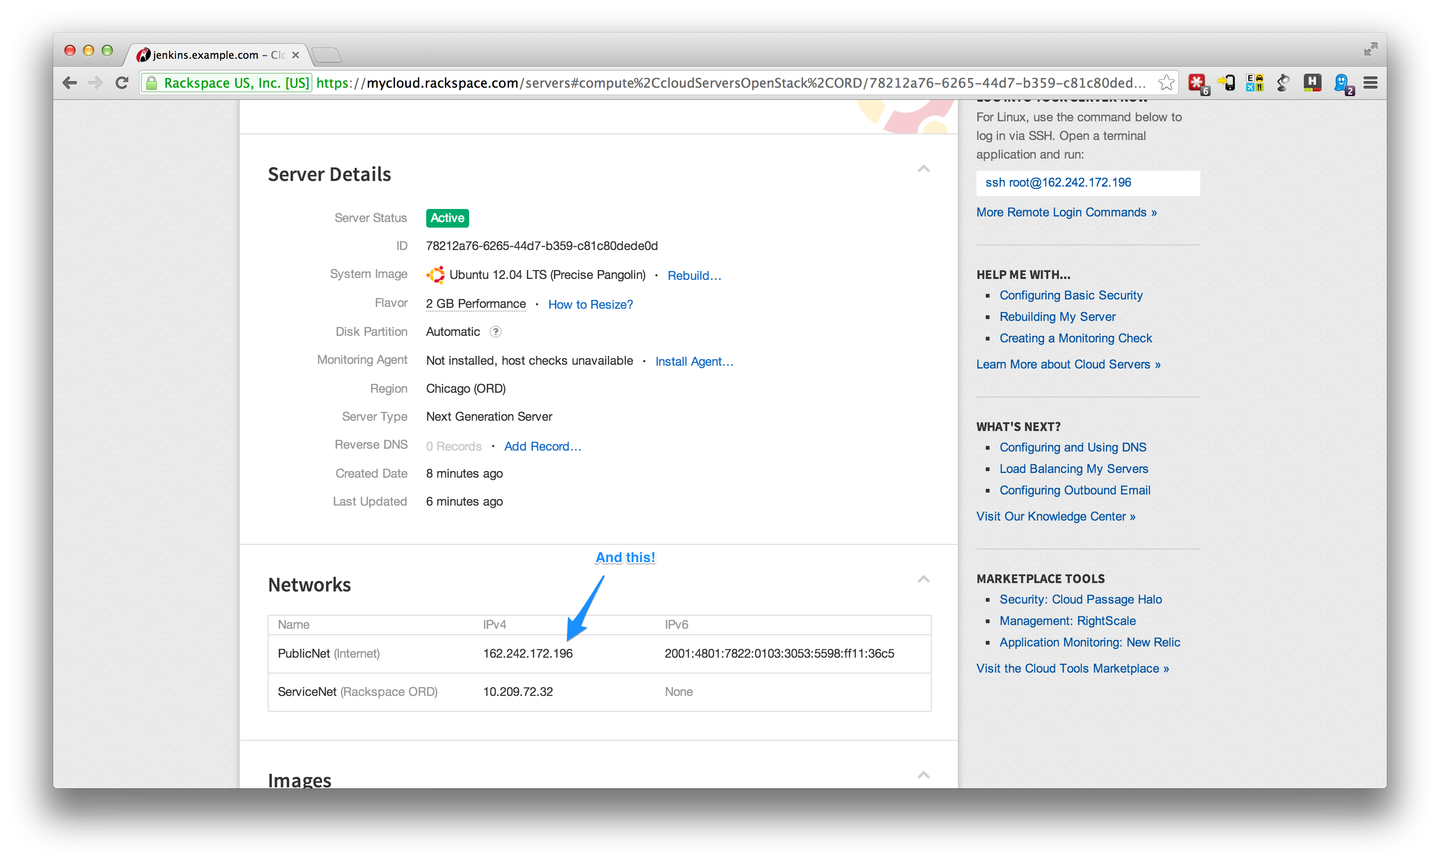 jenkins.example.com – Clo
Rackspace US, Inc. [US] https://mycloud.rackspace.com/servers#compute%2CcloudServersOpenStack%2CORD/78212a76-6265-44d7-b359-c81c80ded...
6
2
LOG INTO YOUR SERVER NOW
For Linux, use the command below to
log in via SSH. Open a terminal
application and run:
ssh root@162.242.172.196
More Remote Login Commands »
HELP ME WITH...
Configuring Basic Security
Rebuilding My Server
Creating a Monitoring Check
Learn More about Cloud Servers »
WHAT'S NEXT?
Configuring and Using DNS
Load Balancing My Servers
Configuring Outbound Email
Visit Our Knowledge Center »
MARKETPLACE TOOLS
Security: Cloud Passage Halo
Management: RightScale
Application Monitoring: New Relic
Visit the Cloud Tools Marketplace »
Server Details
Server Status Active
ID 78212a76-6265-44d7-b359-c81c80dede0d
System Image Ubuntu 12.04 LTS (Precise Pangolin) · Rebuild...
Flavor 2 GB Performance · How to Resize?
Disk Partition Automatic ?
Monitoring Agent Not installed, host checks unavailable · Install Agent...
Region Chicago (ORD)
Server Type Next Generation Server
Reverse DNS 0 Records · Add Record...
Created Date 8 minutes ago
Last Updated 6 minutes ago
And this!
Networks
Name IPv4 IPv6
PublicNet (Internet) 162.242.172.196 2001:4801:7822:0103:3053:5598:ff11:36c5
ServiceNet (Rackspace ORD) 10.209.72.32 None
Images